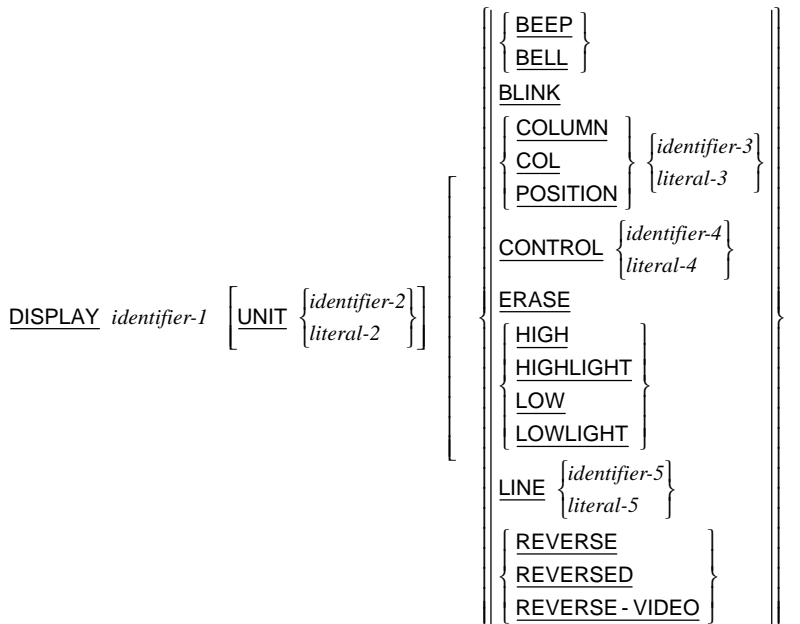 BEEP
BELL
BLINK
COLUMN
COL
POSITION
identifier-3
literal-3
CONTROL identifier-4
literal-4
DISPLAY identifier-1 UNIT identifier-2
literal-2
ERASE
HIGH
HIGHLIGHT
LOW
LOWLIGHT
LINE identifier-5
literal-5
REVERSE
REVERSED
REVERSE - VIDEO